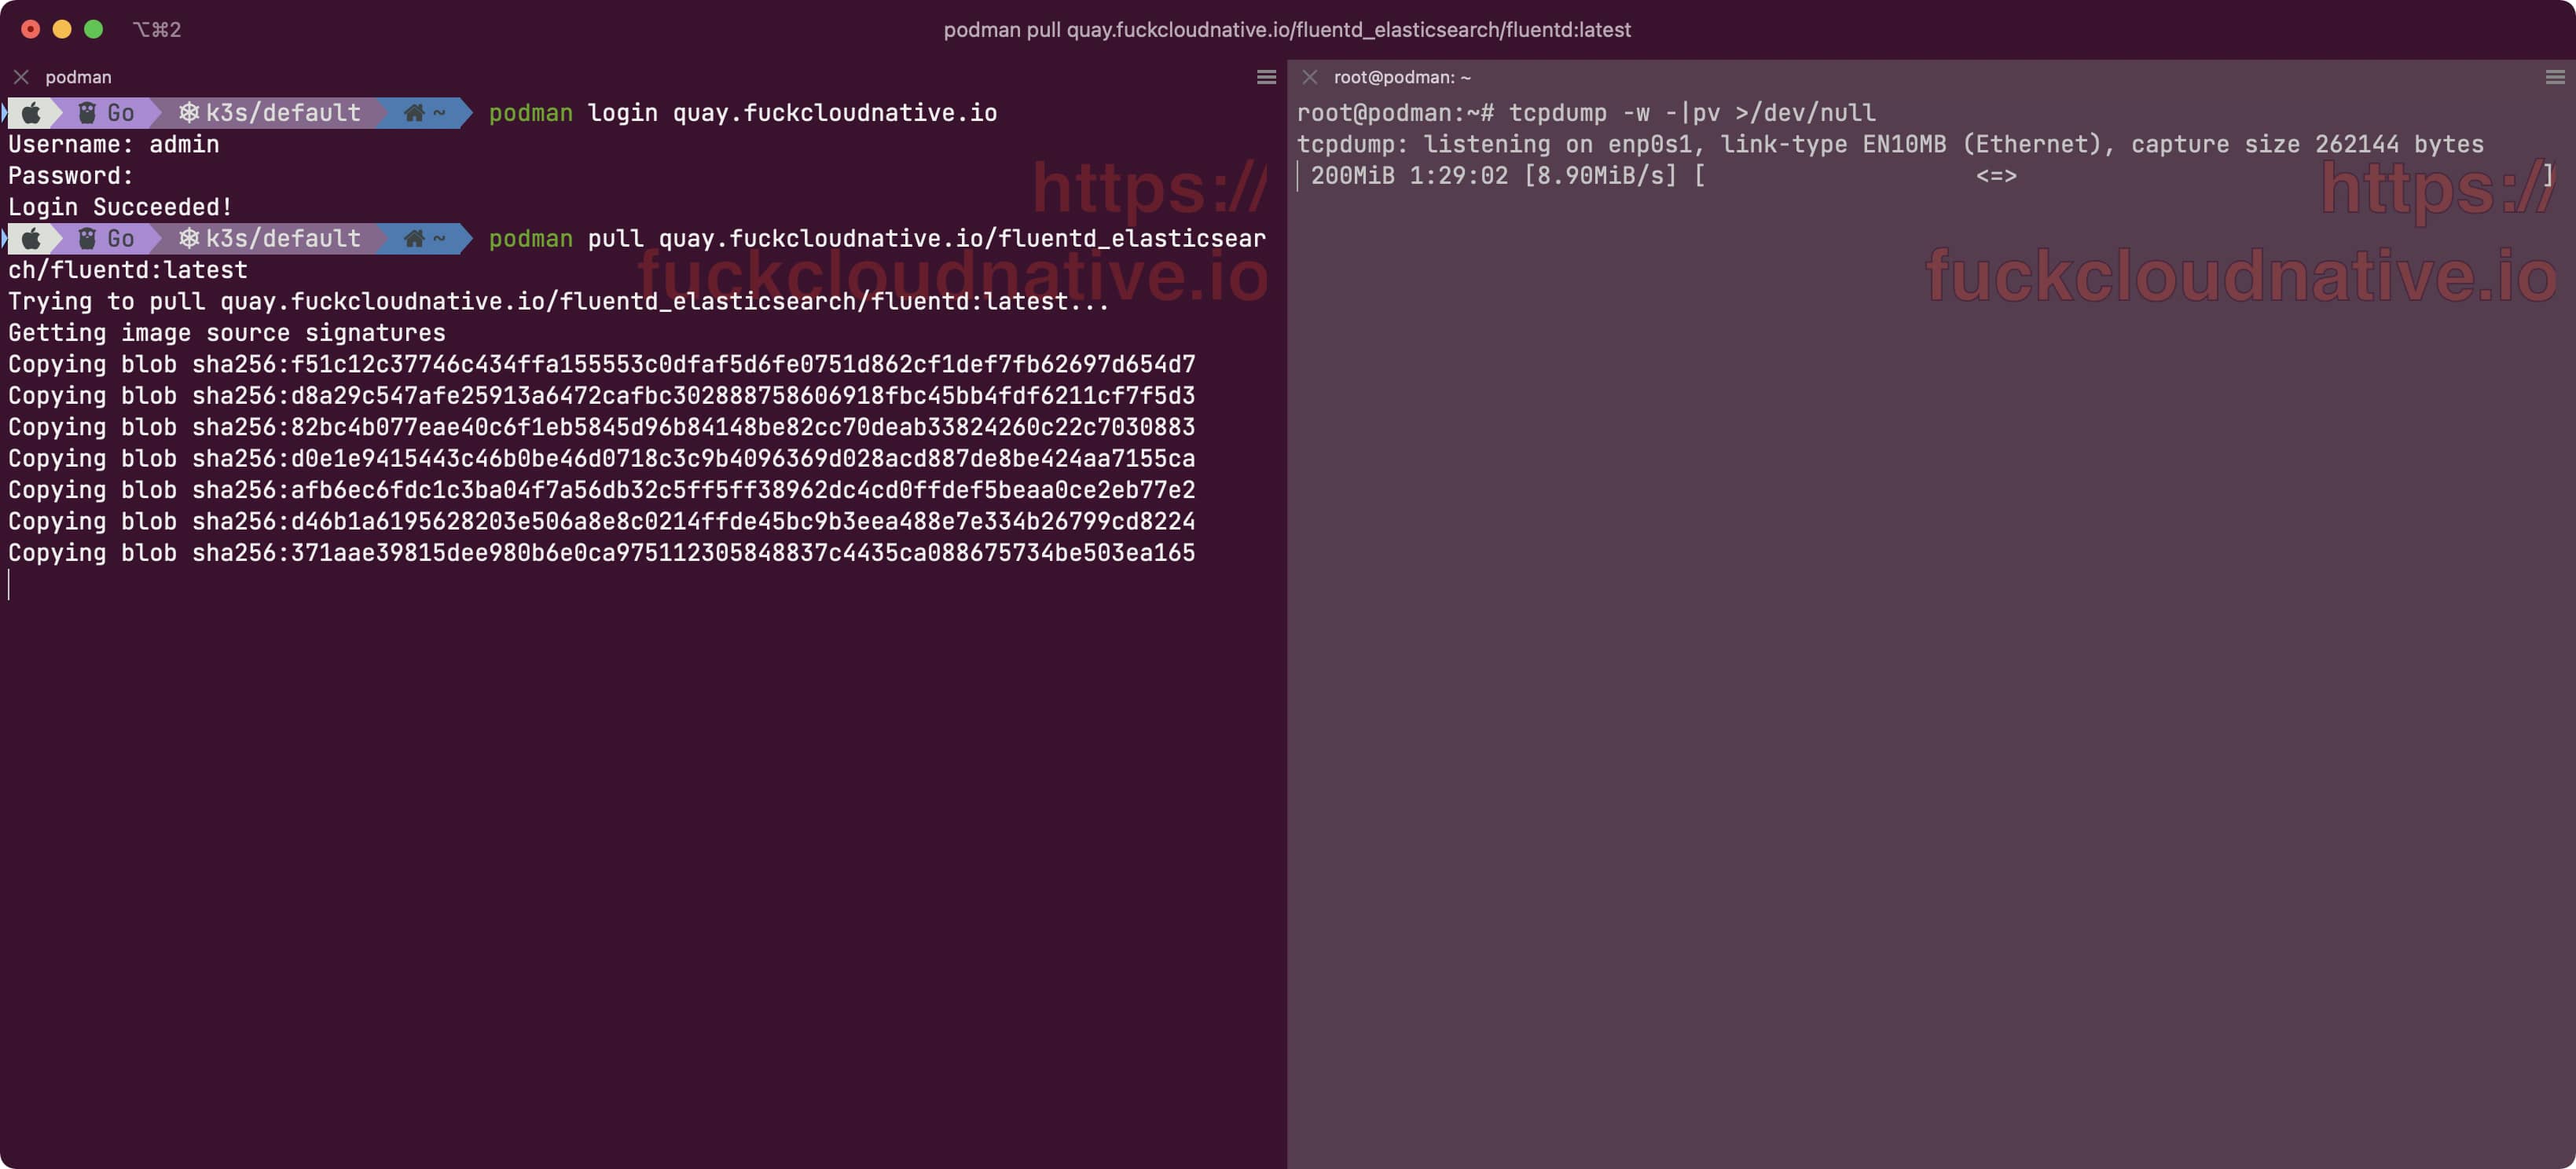 ⌥⌘2
podman pull quay.fuckcloudnative.io/fluentd_elasticsearch/fluentd:latest
podman
Go k3s/default ~ podman login quay.fuckcloudnative.io
Username: admin
Password:
Login Succeeded!
Go k3s/default ~ podman pull quay.fuckcloudnative.io/fluentd_elasticsear
ch/fluentd:latest
Trying to pull quay.fuckcloudnative.io/fluentd_elasticsearch/fluentd:latest...
Getting image source signatures
Copying blob sha256:f51c12c37746c434ffa155553c0dfaf5d6fe0751d862cf1def7fb62697d654d7
Copying blob sha256:d8a29c547afe25913a6472cafbc302888758606918fbc45bb4fdf6211cf7f5d3
Copying blob sha256:82bc4b077eae40c6f1eb5845d96b84148be82cc70deab33824260c22c7030883
Copying blob sha256:d0e1e9415443c46b0be46d0718c3c9b4096369d028acd887de8be424aa7155ca
Copying blob sha256:afb6ec6fdc1c3ba04f7a56db32c5ff5ff38962dc4cd0ffdef5beaa0ce2eb77e2
Copying blob sha256:d46b1a6195628203e506a8e8c0214ffde45bc9b3eea488e7e334b26799cd8224
Copying blob sha256:371aae39815dee980b6e0ca975112305848837c4435ca088675734be503ea165
https://
fuckcloudnative.io
root@podman: ~
root@podman:~# tcpdump -w -|pv >/dev/null
tcpdump: listening on enp0s1, link-type EN10MB (Ethernet), capture size 262144 bytes
200MiB 1:29:02 [8.90MiB/s] [ <=> ]
https://
fuckcloudnative.io